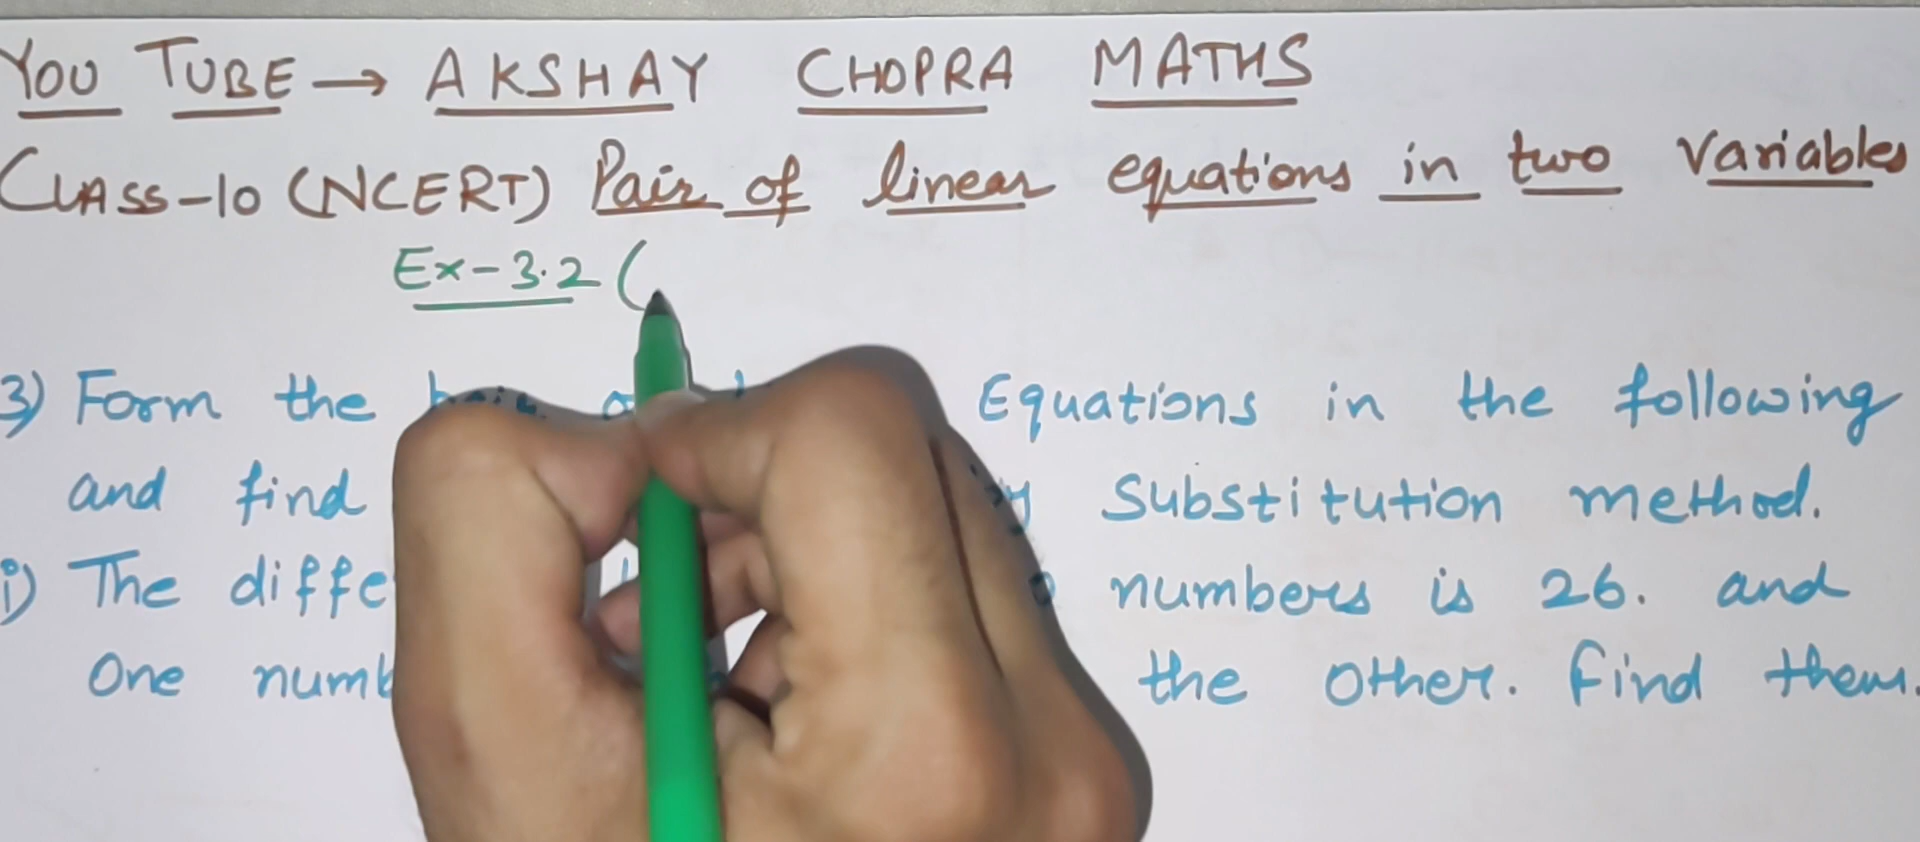 YOU TUBE → AKSHAY CHOPRA MATHS
CLASS-10 (NCERT) Pair of linear equations in two variables
Ex-3.2 (
3) Form the Equations in the following
and find Substitution method.
i) The numbers is 26. and
One the other. Find them.